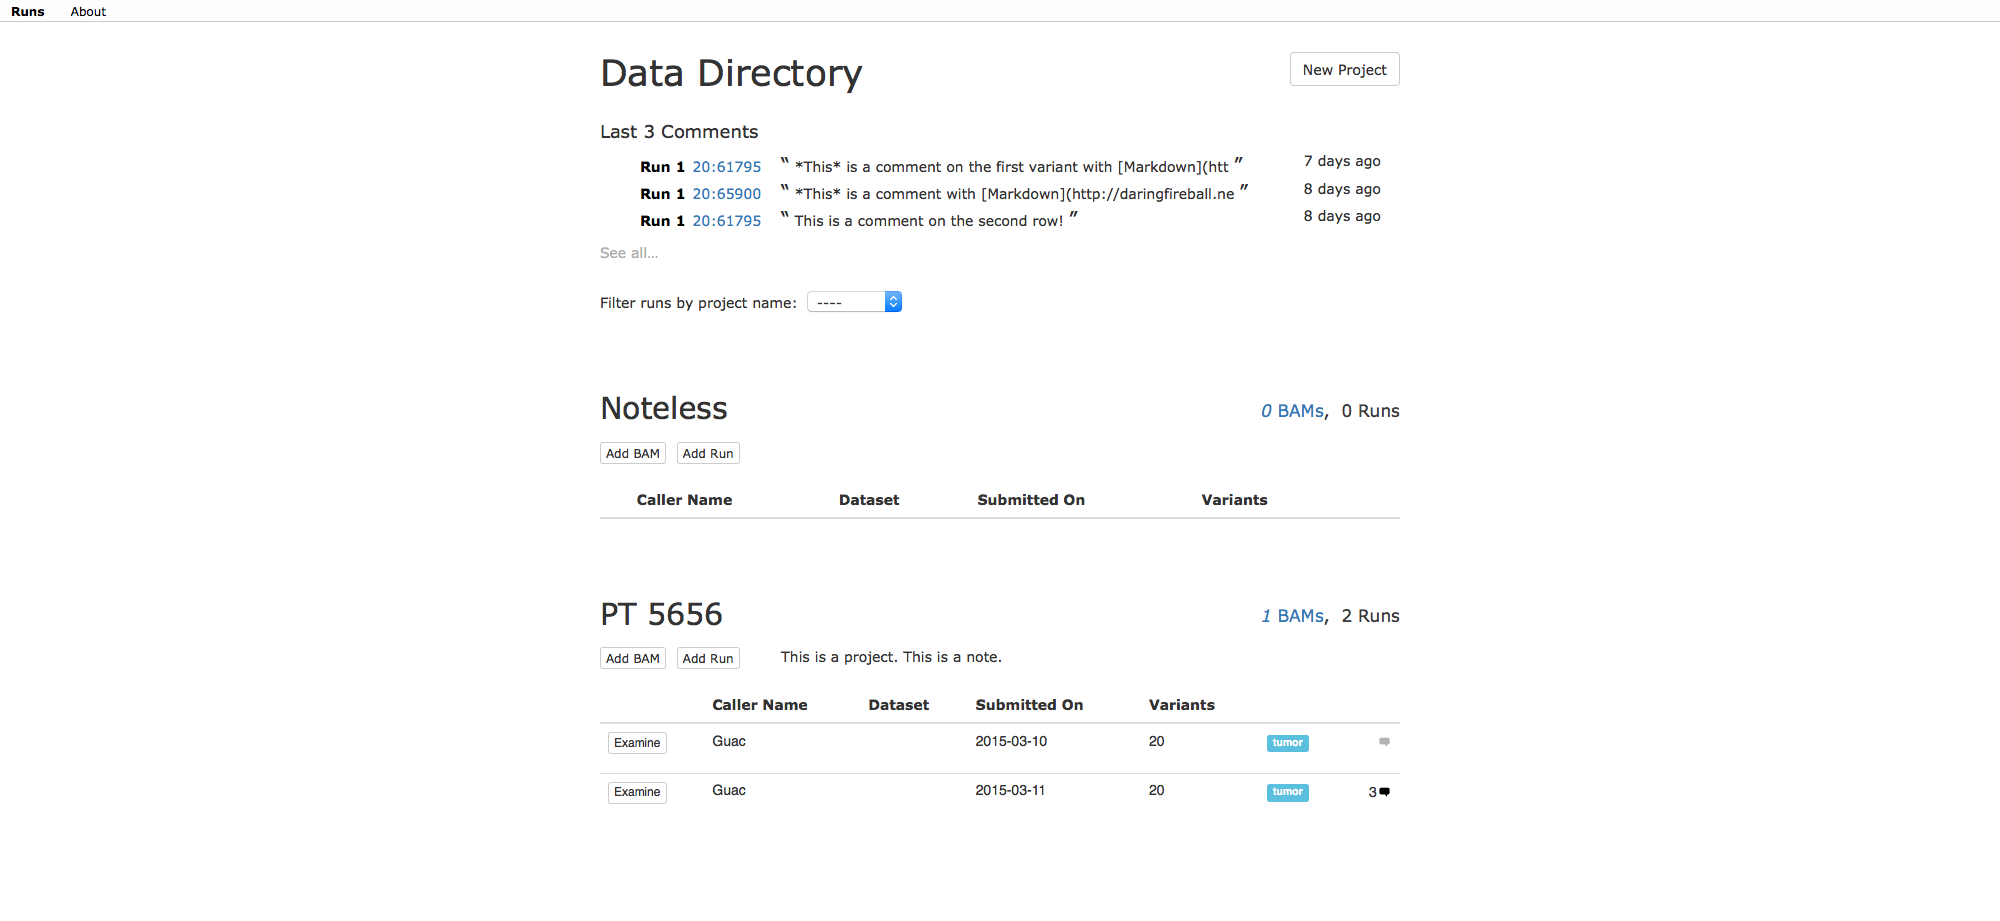 Runs About
Data Directory New Project
Last 3 Comments
Run 1 20:61795 “ *This* is a comment on the first variant with [Markdown](htt ” 7 days ago
Run 1 20:65900 “ *This* is a comment with [Markdown](http://daringfireball.ne ” 8 days ago
Run 1 20:61795 “ This is a comment on the second row! ” 8 days ago
See all...
Filter runs by project name: ----
Noteless 0 BAMs, 0 Runs
Add BAM Add Run
Caller Name Dataset Submitted On Variants
PT 5656 1 BAMs, 2 Runs
Add BAM Add Run This is a project. This is a note.
Caller Name Dataset Submitted On Variants
Examine Guac 2015-03-10 20 tumor
Examine Guac 2015-03-11 20 tumor 3